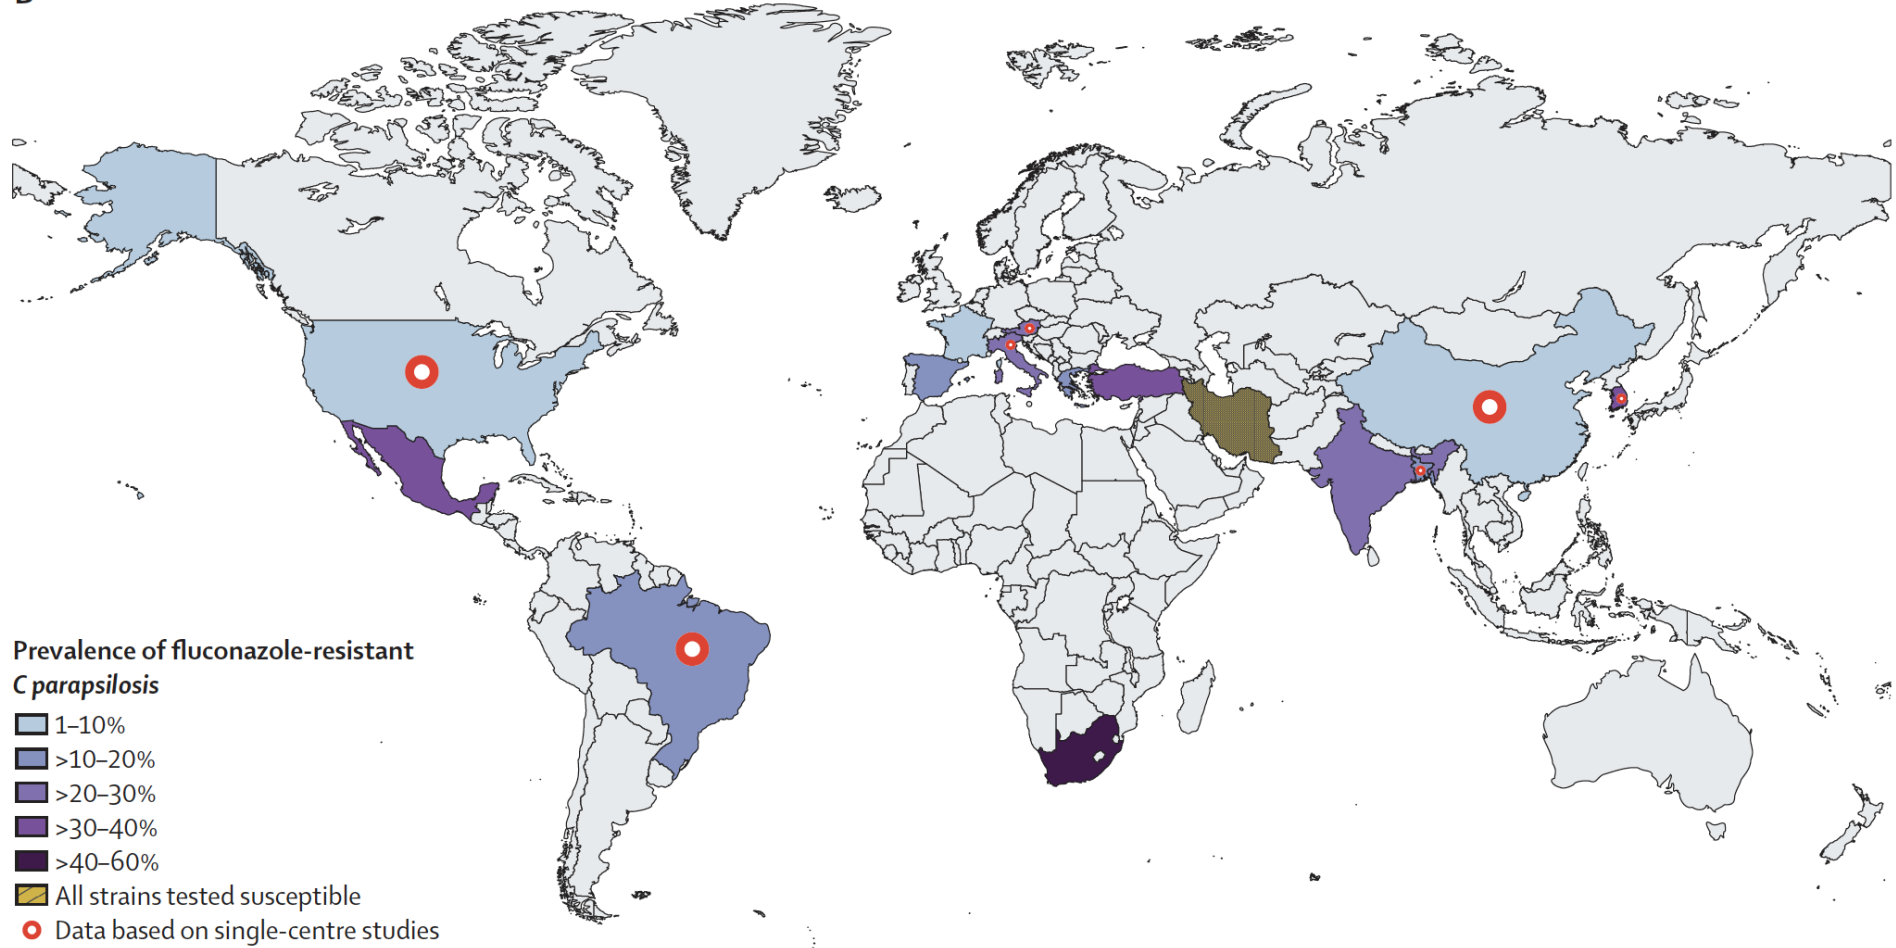 Prevalence of fluconazole-resistant
C parapsilosis
1–10%
>10–20%
>20–30%
>30–40%
>40–60%
All strains tested susceptible
Data based on single-centre studies